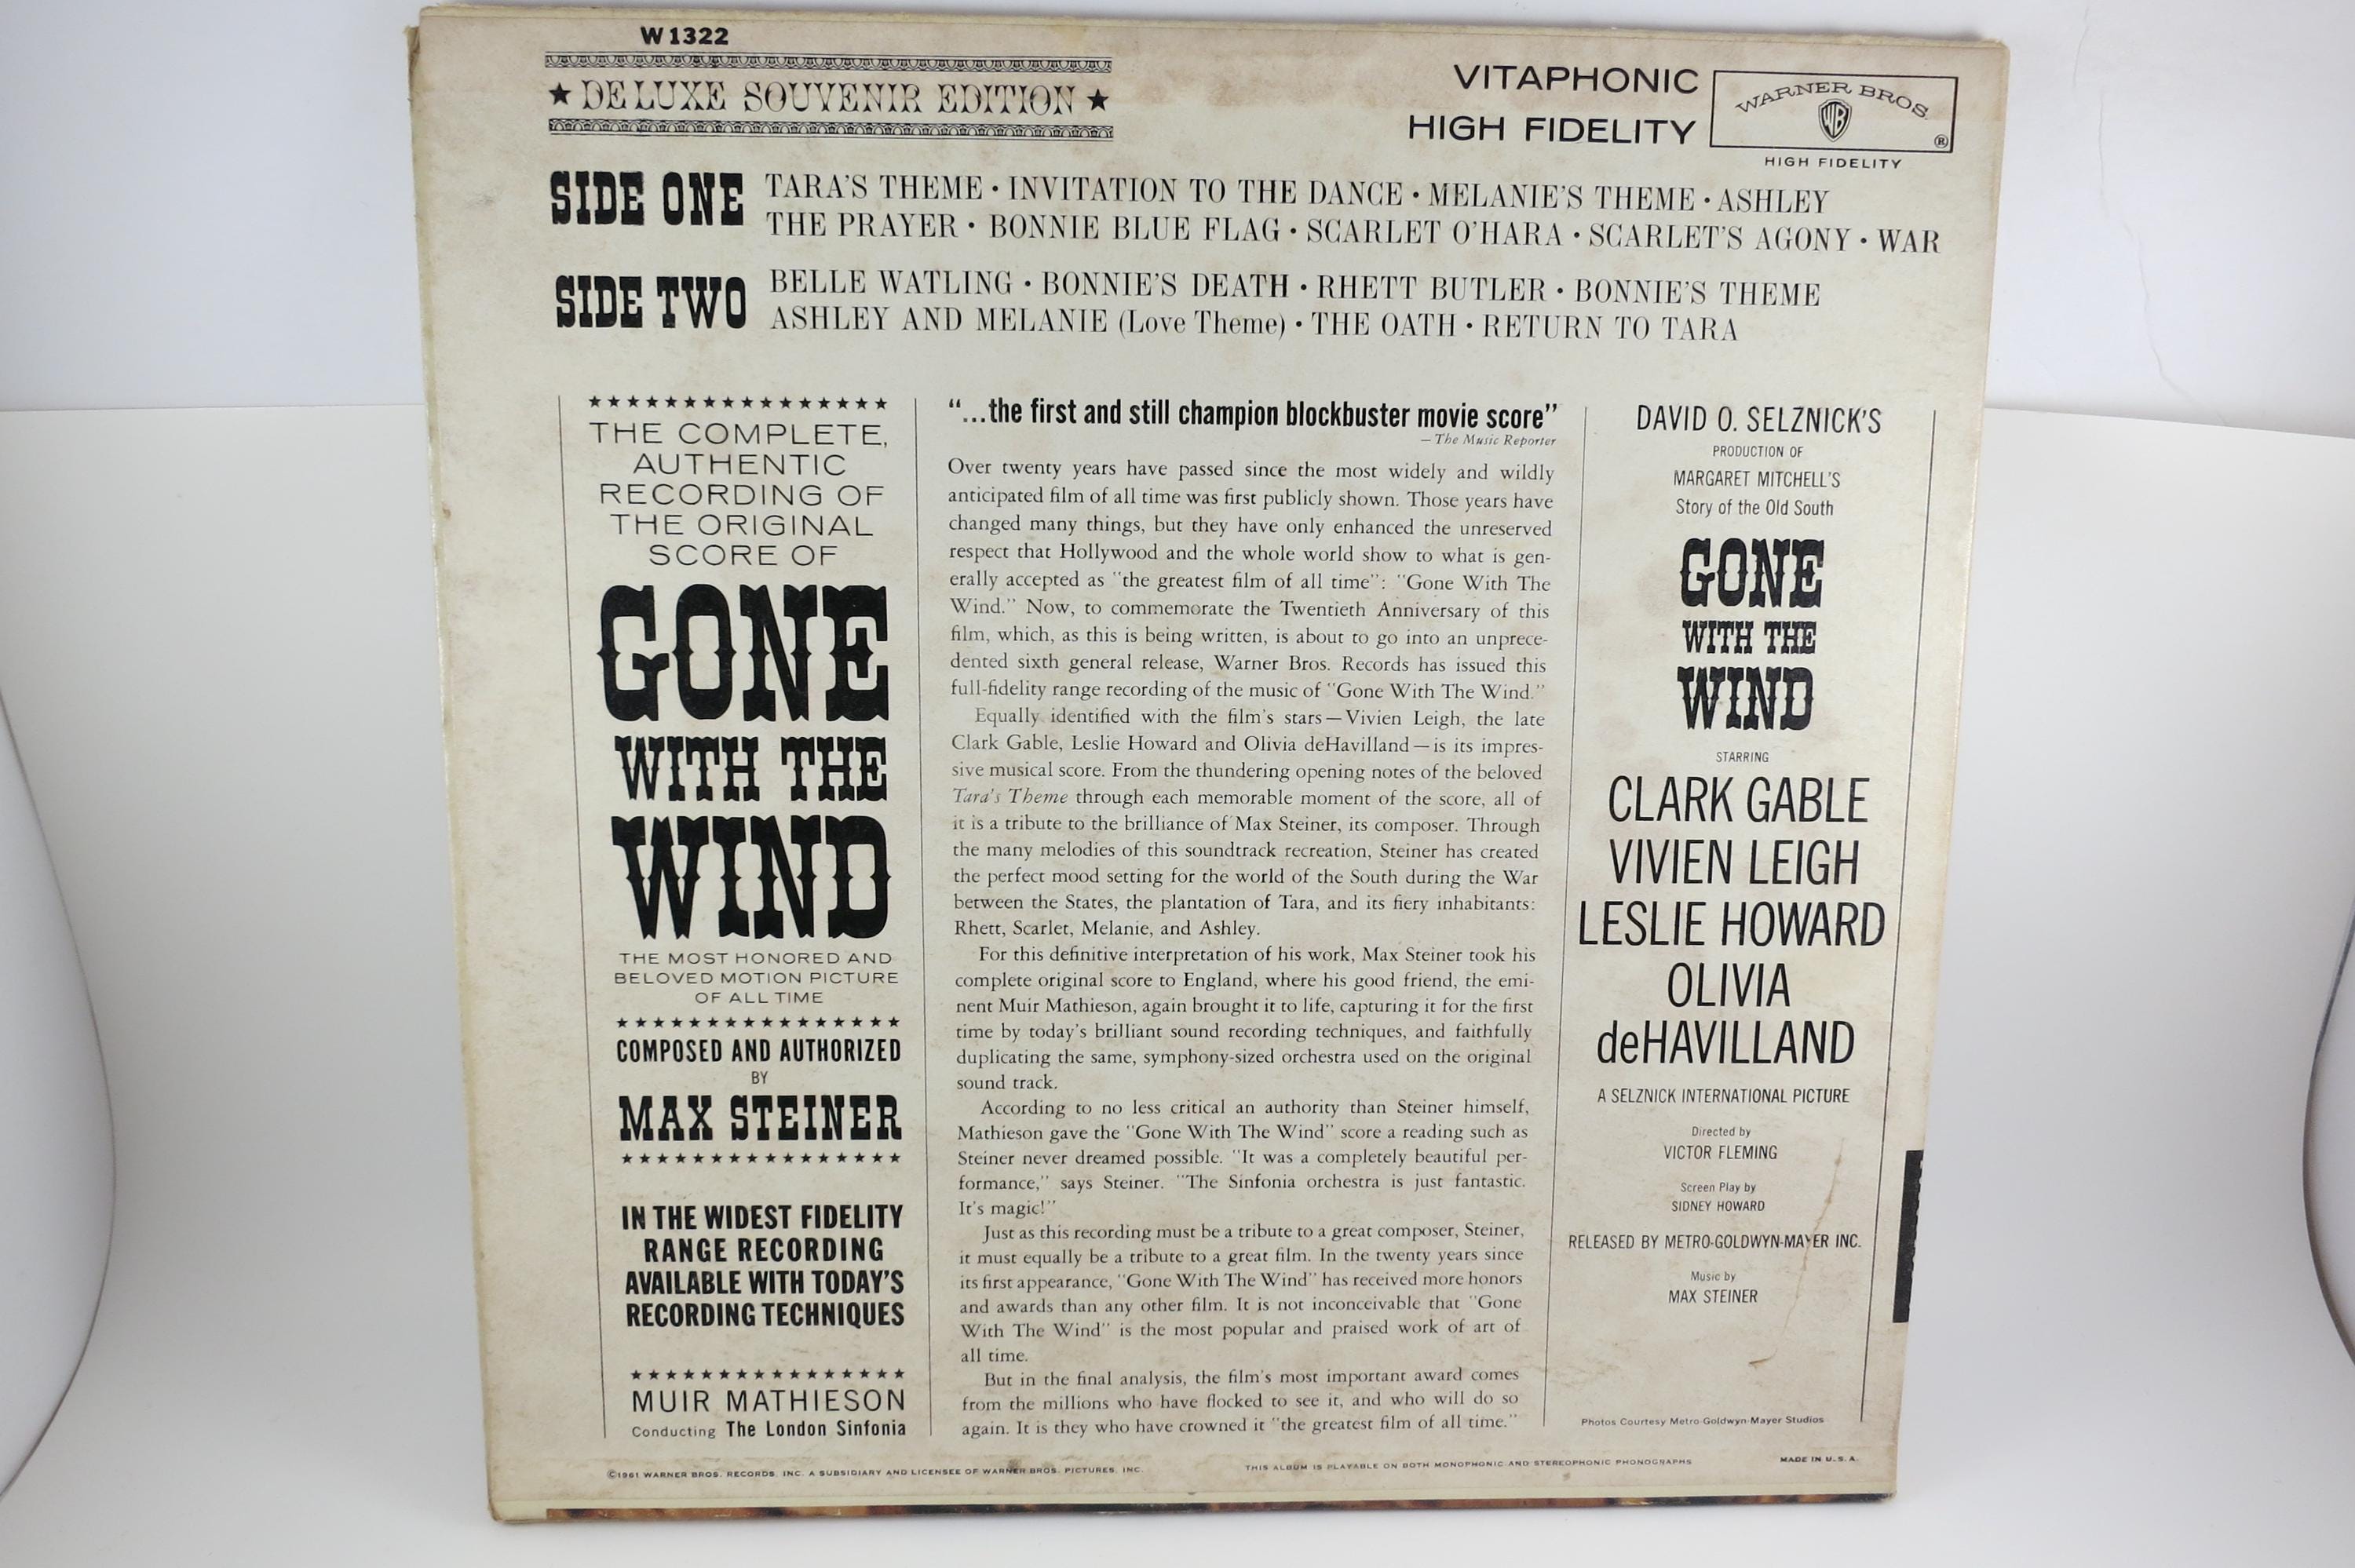 W 1322
★ DE LUXE SOUVENIR EDITION ★
VITAPHONIC
HIGH FIDELITY
WARNER BROS.
WB
®
HIGH FIDELITY
SIDE ONE
TARA'S THEME • INVITATION TO THE DANCE • MELANIE'S THEME • ASHLEY
THE PRAYER • BONNIE BLUE FLAG • SCARLET O'HARA • SCARLET'S AGONY • WAR
SIDE TWO
BELLE WATLING • BONNIE'S DEATH • RHETT BUTLER • BONNIE'S THEME
ASHLEY AND MELANIE (Love Theme) • THE OATH • RETURN TO TARA
THE COMPLETE,
AUTHENTIC
RECORDING OF
THE ORIGINAL
SCORE OF
GONE
WITH THE
WIND
THE MOST HONORED AND
BELOVED MOTION PICTURE
OF ALL TIME
COMPOSED AND AUTHORIZED
BY
MAX STEINER
IN THE WIDEST FIDELITY
RANGE RECORDING
AVAILABLE WITH TODAY'S
RECORDING TECHNIQUES
MUIR MATHIESON
Conducting The London Sinfonia
"...the first and still champion blockbuster movie score"
— The Music Reporter
Over twenty years have passed since the most widely and wildly
anticipated film of all time was first publicly shown. Those years have
changed many things, but they have only enhanced the unreserved
respect that Hollywood and the whole world show to what is gen-
erally accepted as "the greatest film of all time": "Gone With The
Wind." Now, to commemorate the Twentieth Anniversary of this
film, which, as this is being written, is about to go into an unprece-
dented sixth general release, Warner Bros. Records has issued this
full-fidelity range recording of the music of "Gone With The Wind."
Equally identified with the film's stars — Vivien Leigh, the late
Clark Gable, Leslie Howard and Olivia deHavilland — is its impres-
sive musical score. From the thundering opening notes of the beloved
Tara's Theme through each memorable moment of the score, all of
it is a tribute to the brilliance of Max Steiner, its composer. Through
the many melodies of this soundtrack recreation, Steiner has created
the perfect mood setting for the world of the South during the War
between the States, the plantation of Tara, and its fiery inhabitants:
Rhett, Scarlet, Melanie, and Ashley.
For this definitive interpretation of his work, Max Steiner took his
complete original score to England, where his good friend, the emi-
nent Muir Mathieson, again brought it to life, capturing it for the first
time by today's brilliant sound recording techniques, and faithfully
duplicating the same, symphony-sized orchestra used on the original
sound track.
According to no less critical an authority than Steiner himself,
Mathieson gave the "Gone With The Wind" score a reading such as
Steiner never dreamed possible. "It was a completely beautiful per-
formance," says Steiner. "The Sinfonia orchestra is just fantastic.
It's magic!"
Just as this recording must be a tribute to a great composer, Steiner,
it must equally be a tribute to a great film. In the twenty years since
its first appearance, "Gone With The Wind" has received more honors
and awards than any other film. It is not inconceivable that "Gone
With The Wind" is the most popular and praised work of art of
all time.
But in the final analysis, the film's most important award comes
from the millions who have flocked to see it, and who will do so
again. It is they who have crowned it "the greatest film of all time."
DAVID O. SELZNICK'S
PRODUCTION OF
MARGARET MITCHELL'S
Story of the Old South
GONE
WITH THE
WIND
STARRING
CLARK GABLE
VIVIEN LEIGH
LESLIE HOWARD
OLIVIA
deHAVILLAND
A SELZNICK INTERNATIONAL PICTURE
Directed by
VICTOR FLEMING
Screen Play by
SIDNEY HOWARD
RELEASED BY METRO-GOLDWYN-MAYER INC.
Music by
MAX STEINER
Photos Courtesy Metro-Goldwyn-Mayer Studios
©1961 WARNER BROS. RECORDS, INC. A SUBSIDIARY AND LICENSEE OF WARNER BROS. PICTURES, INC.
THIS ALBUM IS PLAYABLE ON BOTH MONOPHONIC AND STEREOPHONIC PHONOGRAPHS
MADE IN U.S.A.